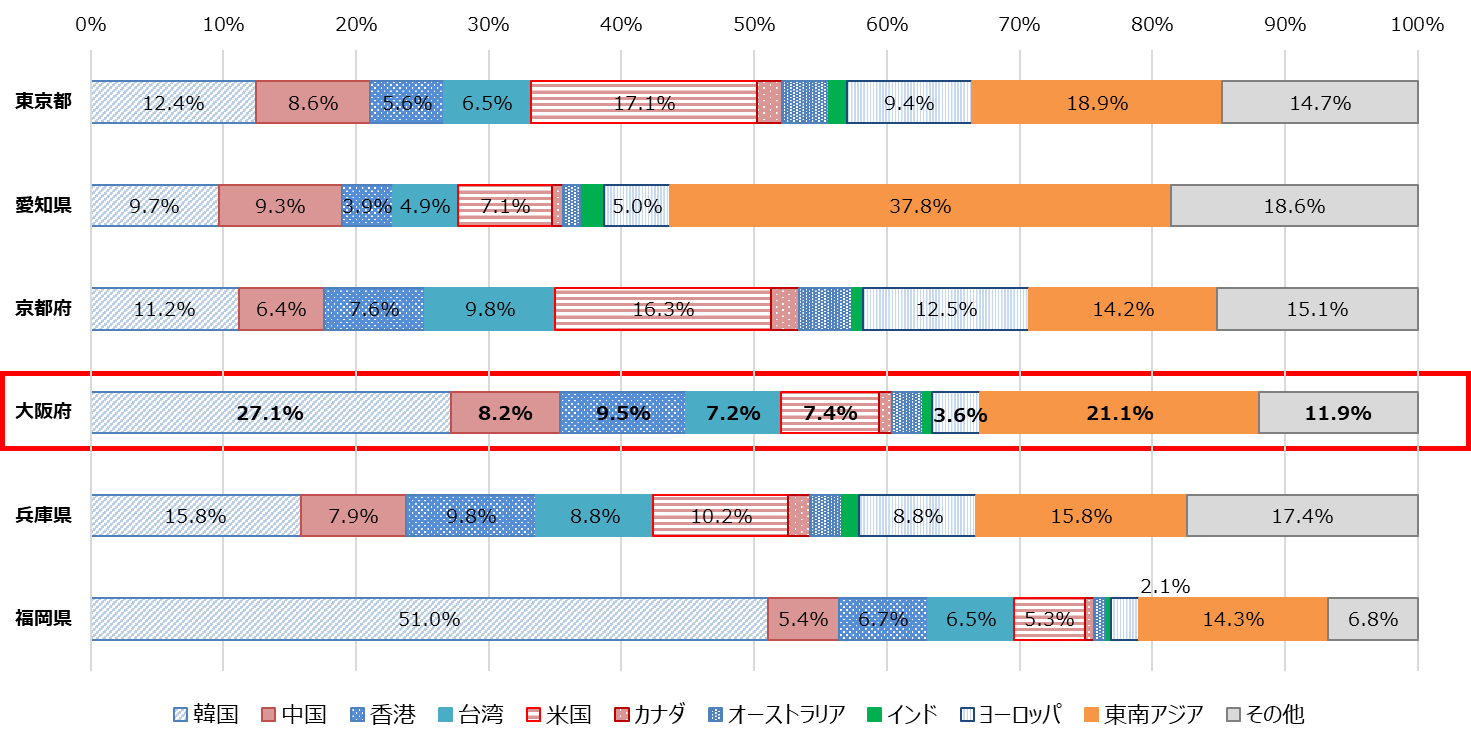 0% 10% 20% 30% 40% 50% 60% 70% 80% 90% 100%
東京都 12.4% 8.6% 5.6% 6.5% 17.1% 9.4% 18.9% 14.7%
愛知県 9.7% 9.3% 3.9% 4.9% 7.1% 5.0% 37.8% 18.6%
京都府 11.2% 6.4% 7.6% 9.8% 16.3% 12.5% 14.2% 15.1%
大阪府 27.1% 8.2% 9.5% 7.2% 7.4% 3.6% 21.1% 11.9%
兵庫県 15.8% 7.9% 9.8% 8.8% 10.2% 8.8% 15.8% 17.4%
2.1%
福岡県 51.0% 5.4% 6.7% 6.5% 5.3% 14.3% 6.8%
韓国 中国 香港 台湾 米国 カナダ オーストラリア インド ヨーロッパ 東南アジア その他